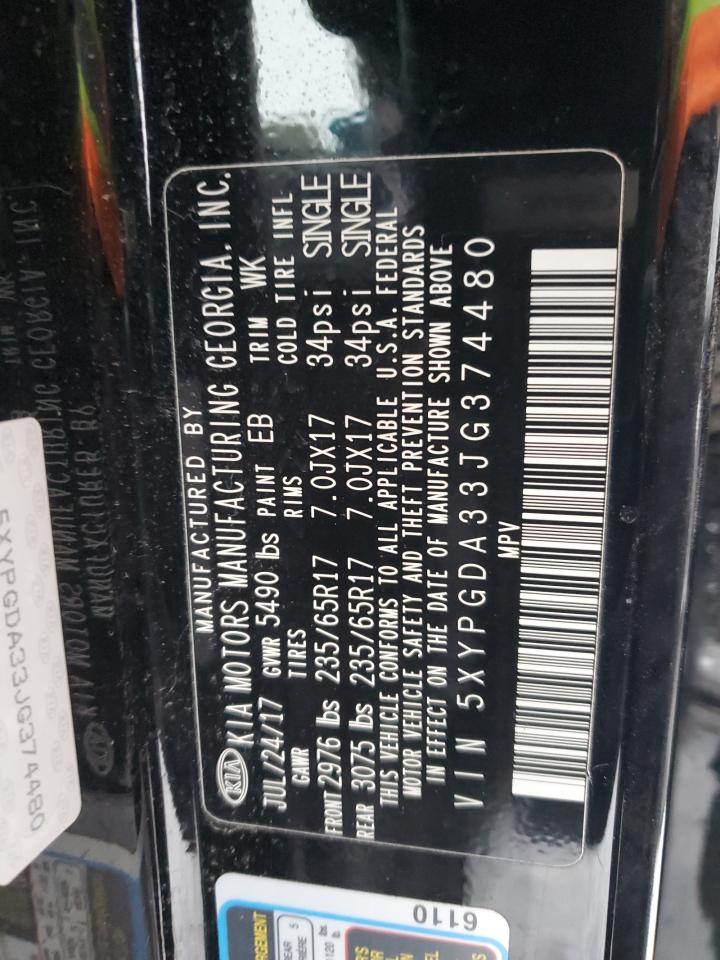 MANUFACTURED BY
KIA KIA MOTORS MANUFACTURING GEORGIA, INC.
JUL/24/17 GVWR 5490 lbs PAINT EB TRIM WK
GAWR TIRES RIMS COLD TIRE INFL
FRONT 2976 lbs 235/65R17 7.0JX17 34psi SINGLE
REAR 3075 lbs 235/65R17 7.0JX17 34psi SINGLE
THIS VEHICLE CONFORMS TO ALL APPLICABLE U.S.A. FEDERAL
MOTOR VEHICLE SAFETY AND THEFT PREVENTION STANDARDS
IN EFFECT ON THE DATE OF MANUFACTURE SHOWN ABOVE
VIN 5XYPGDA33JG374480
MPV
5XYPGDA33JG374480
6110